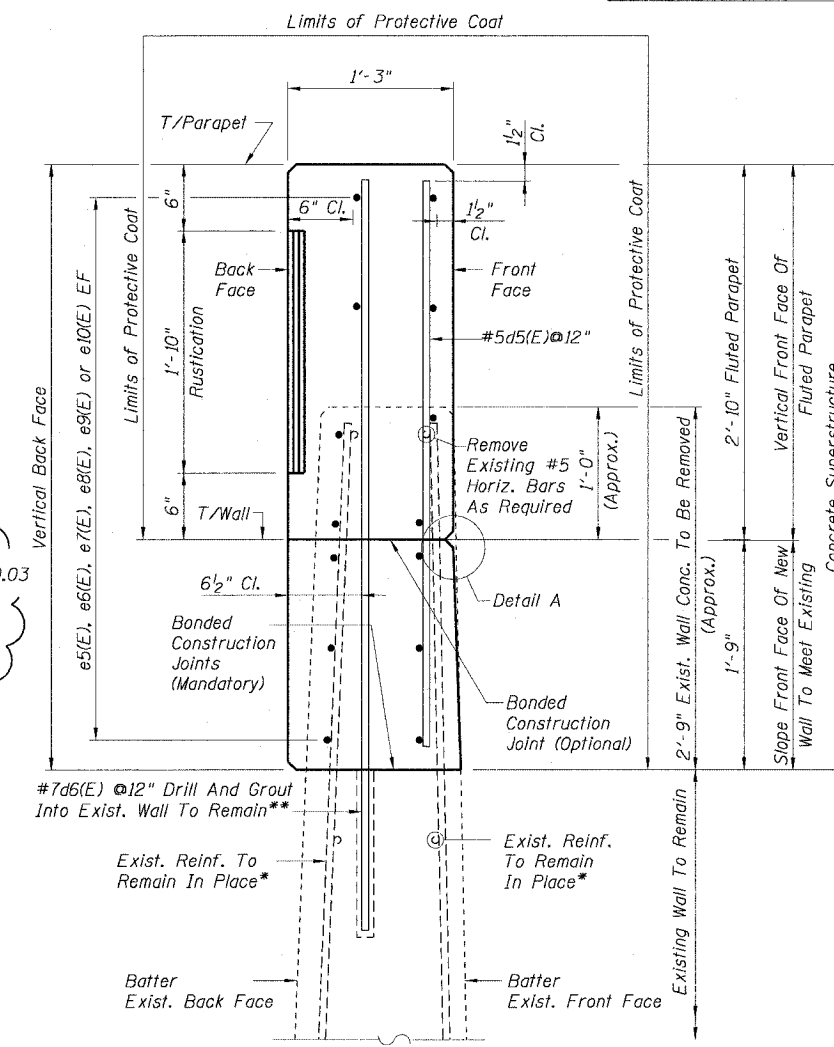 Limits of Protective Coat
1'-3"
T/Parapet
1½"
Cl.
6"
6" Cl.
1½"
Cl.
Limits of Protective Coat
Back
Face
Front
Face
Rustication
1'-10"
#5d5(E)@12"
e5(E), e6(E), e7(E), e8(E), e9(E) or e10(E) EF
Vertical Back Face
Remove
Existing #5
Horiz. Bars
As Required
1'-0"
(Approx.)
Limits of Protective Coat
2'-10" Fluted Parapet
Vertical Front Face Of
Fluted Parapet
Concrete Superstructure
6"
T/Wall
.03
6½" Cl.
Detail A
Bonded
Construction
Joints
(Mandatory)
Bonded
Construction
Joint (Optional)
2'-9" Exist. Wall Conc. To Be Removed
(Approx.)
1'-9"
Slope Front Face Of New
Wall To Meet Existing
#7d6(E) @12" Drill And Grout
Into Exist. Wall To Remain**
Exist. Reinf. To
Remain In Place*
Exist. Reinf.
To Remain
In Place*
Existing Wall To Remain
Batter
Exist. Back Face
Batter
Exist. Front Face